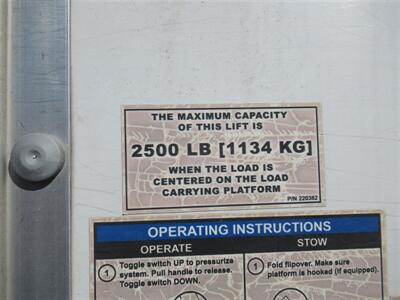 THE MAXIMUM CAPACITY
OF THIS LIFT IS
2500 LB [1134 KG]
WHEN THE LOAD IS
CENTERED ON THE LOAD
CARRYING PLATFORM
P/N 220382
OPERATING INSTRUCTIONS
OPERATE
STOW
1 Toggle switch UP to pressurize
system. Pull handle to release.
Toggle switch DOWN.
1 Fold flipover. Make sure
platform is hooked (if equipped).